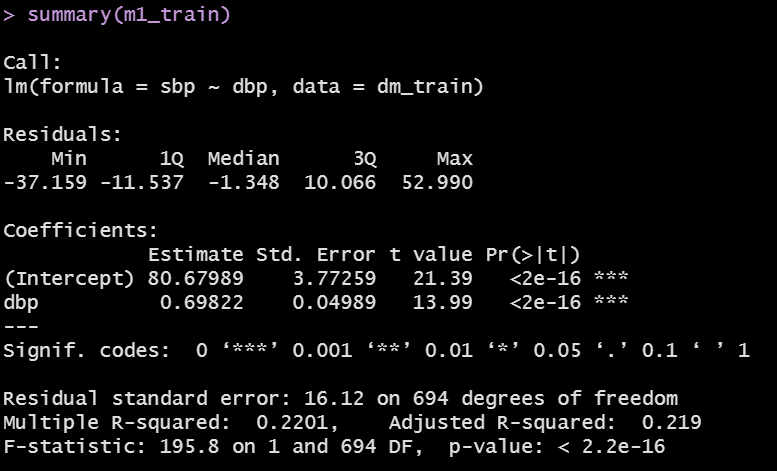 > summary(m1_train)
Call:
lm(formula = sbp ~ dbp, data = dm_train)
Residuals:
    Min      1Q  Median      3Q     Max
-37.159 -11.537  -1.348  10.066  52.990
Coefficients:
            Estimate Std. Error t value Pr(>|t|)
(Intercept) 80.67989    3.77259   21.39   <2e-16 ***
dbp          0.69822    0.04989   13.99   <2e-16 ***
---
Signif. codes:  0 ‘***’ 0.001 ‘**’ 0.01 ‘*’ 0.05 ‘.’ 0.1 ‘ ’ 1
Residual standard error: 16.12 on 694 degrees of freedom
Multiple R-squared:  0.2201,    Adjusted R-squared:  0.219
F-statistic: 195.8 on 1 and 694 DF,  p-value: < 2.2e-16